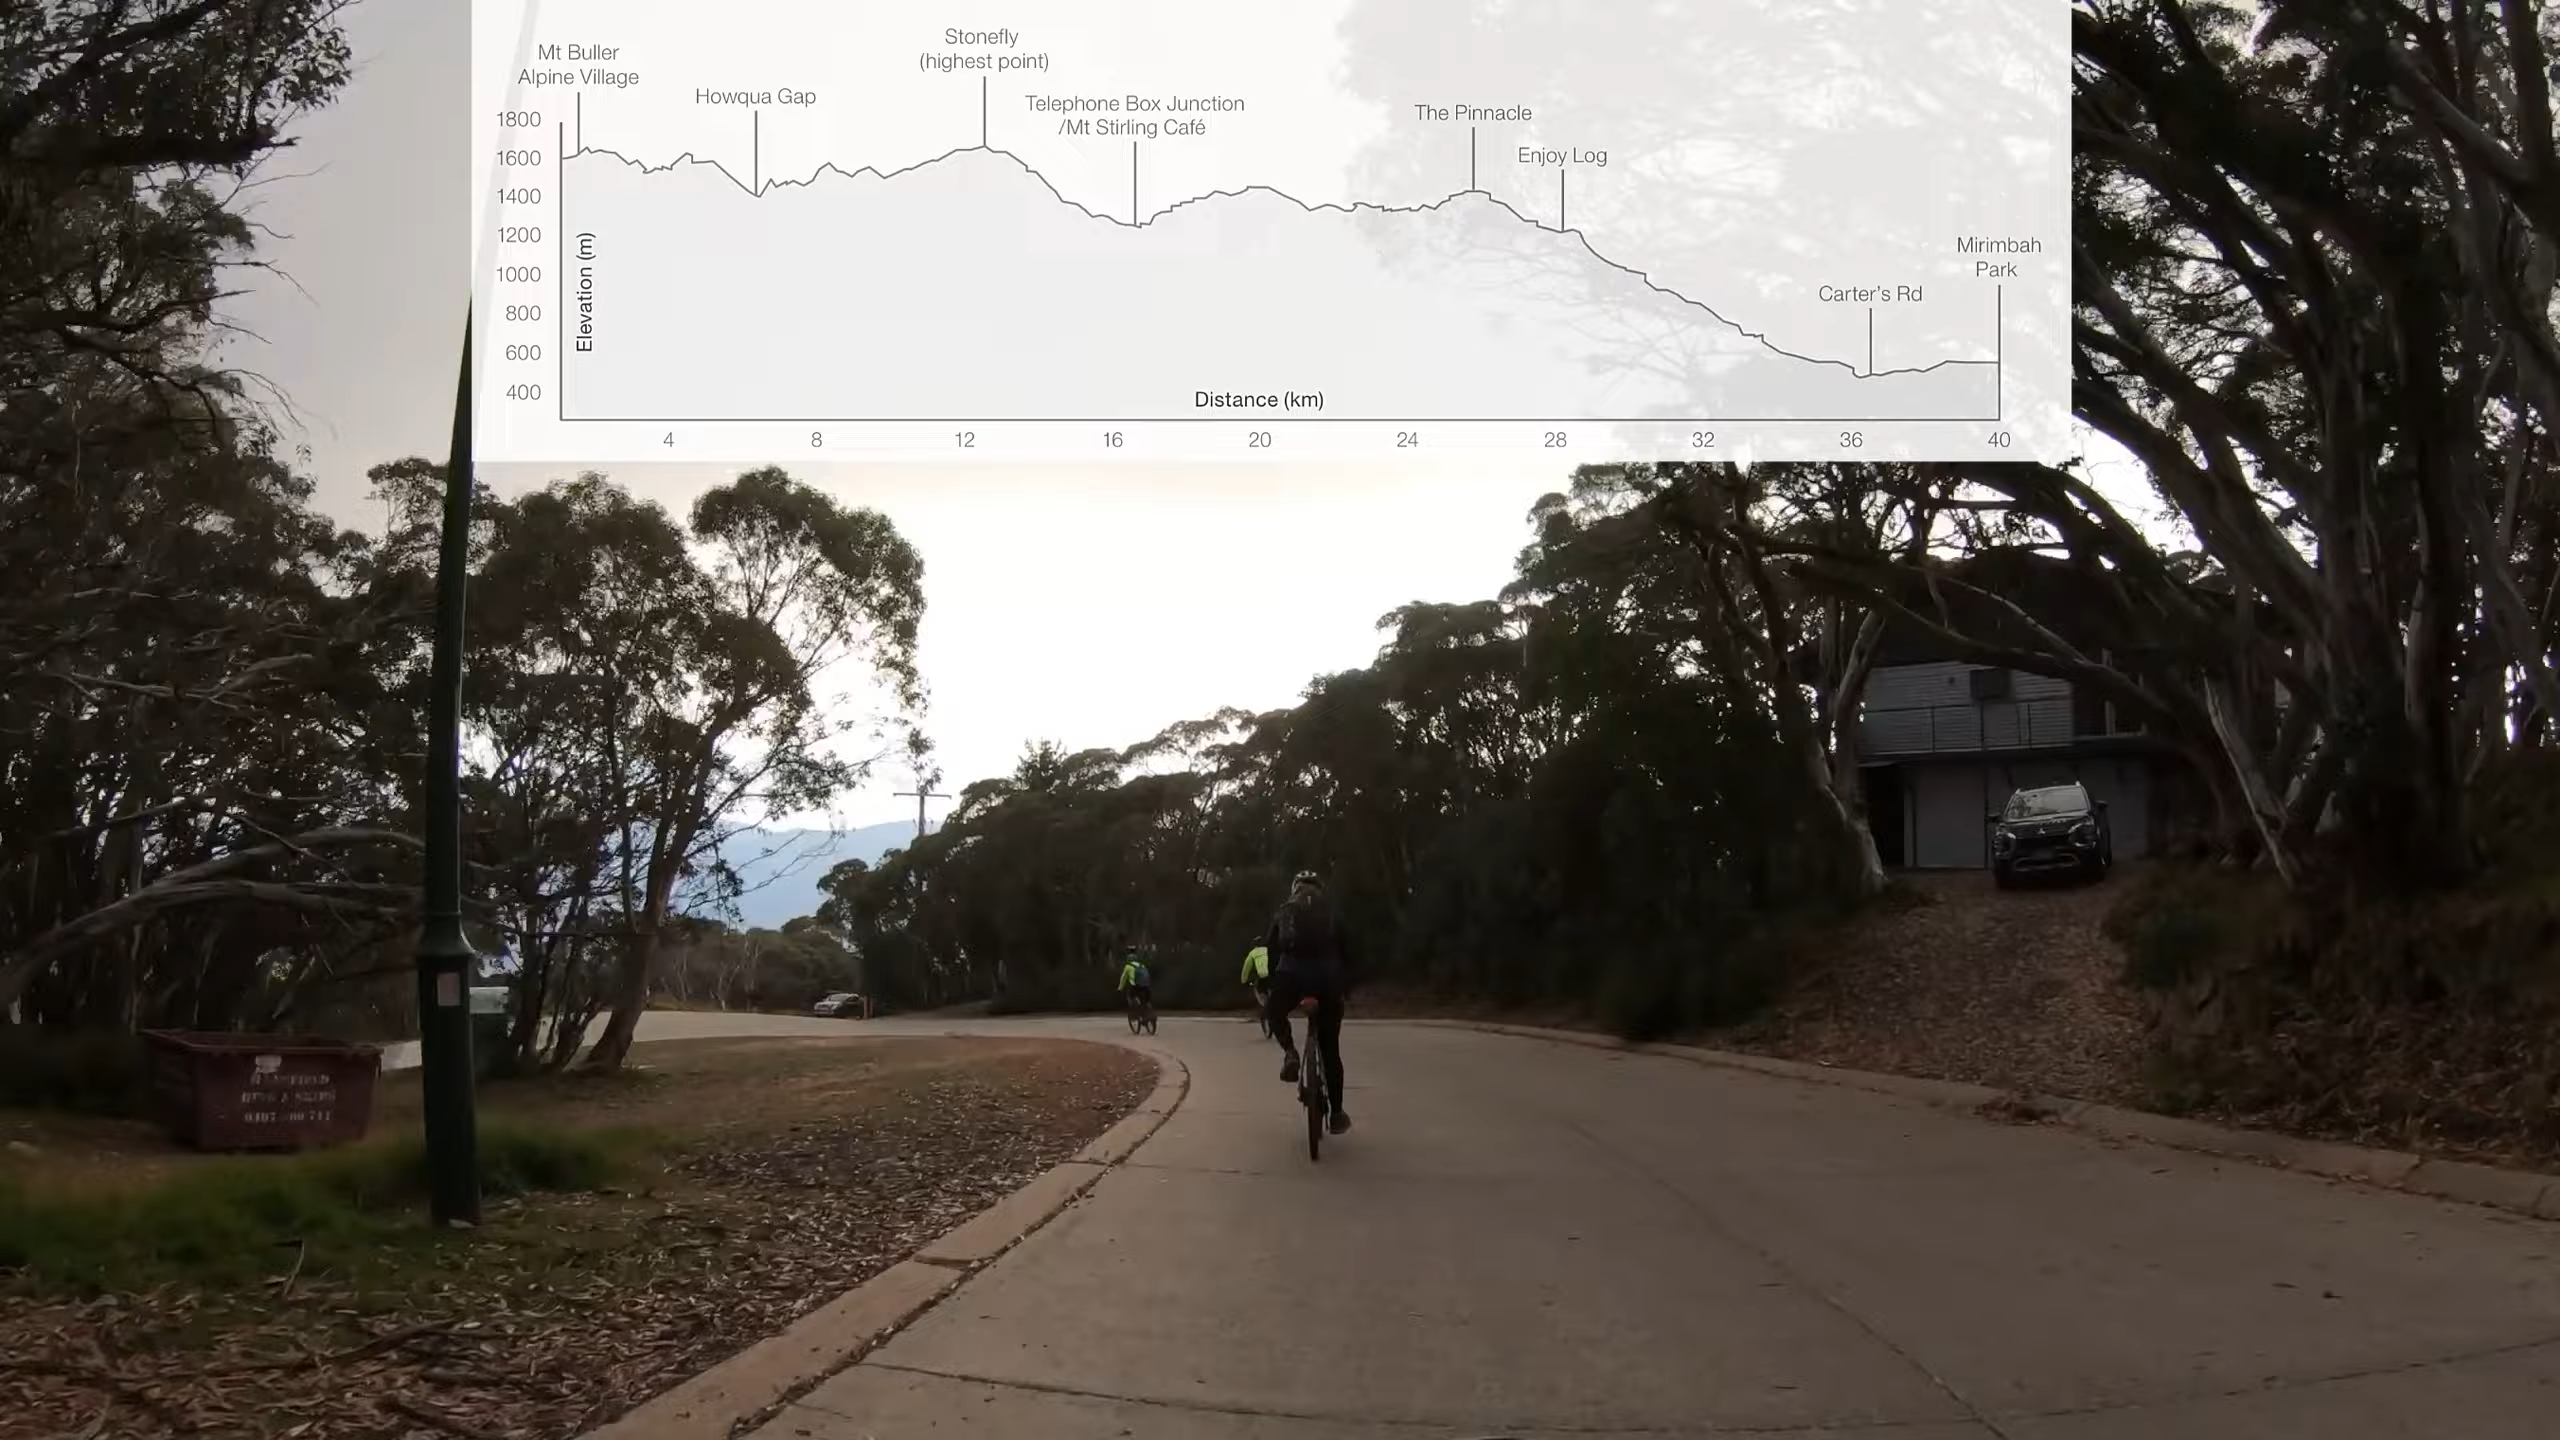 Stonefly
(highest point)
Mt Buller
Alpine Village
Howqua Gap
Telephone Box Junction
/Mt Stirling Café
The Pinnacle
Enjoy Log
Mirimbah
Park
Carter's Rd
1800
1600
1400
1200
1000
800
600
400
Elevation (m)
Distance (km)
4 8 12 16 20 24 28 32 36 40